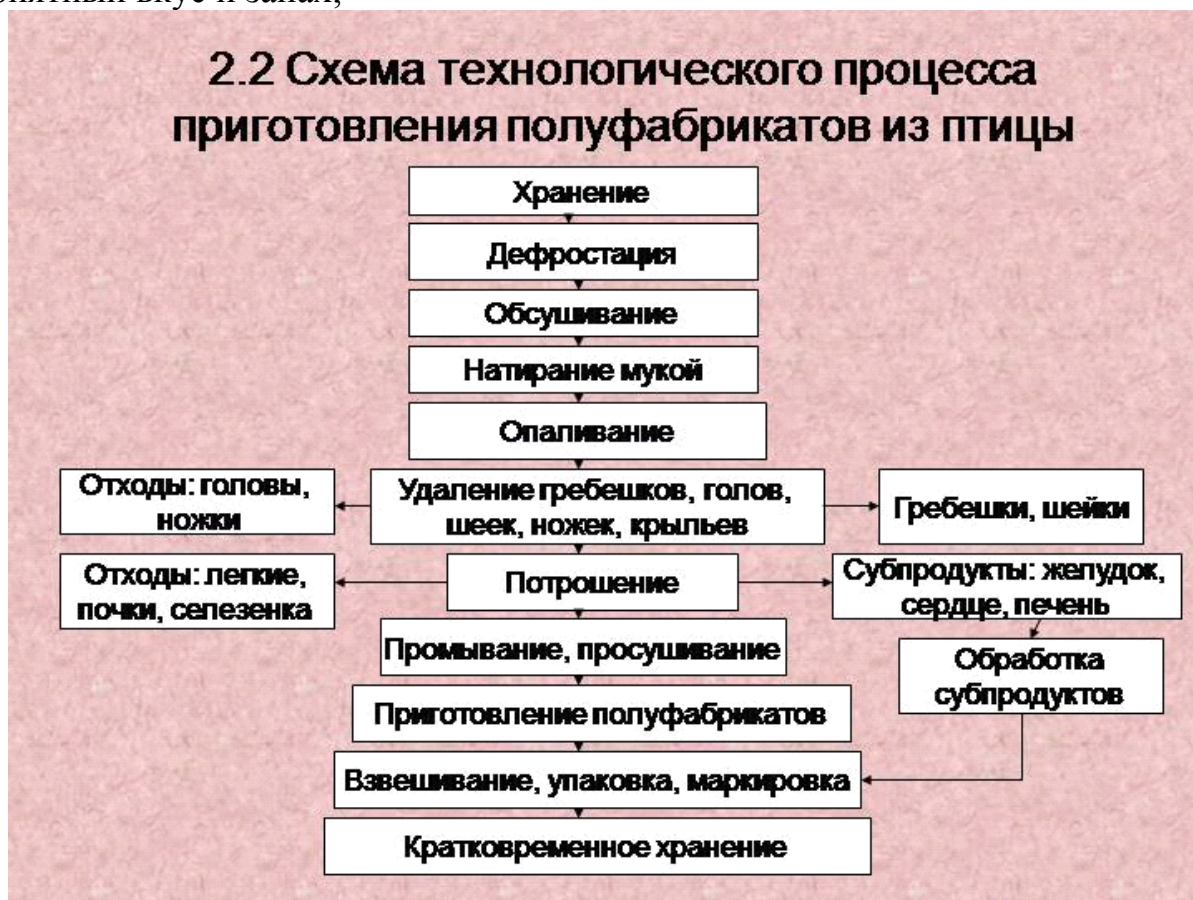 вкус и запах,
2.2 Схема технологического процесса
приготовления полуфабрикатов из птицы
Хранение
Дефростация
Обсушивание
Натирание мукой
Опаливание
Отходы: головы,
ножки
Удаление гребешков, голов,
шеек, ножек, крыльев
Гребешки, шейки
Отходы: легкие,
почки, селезенка
Потрошение
Субпродукты: желудок,
сердце, печень
Промывание, просушивание
Обработка
субпродуктов
Приготовление полуфабрикатов
Взвешивание, упаковка, маркировка
Кратковременное хранение